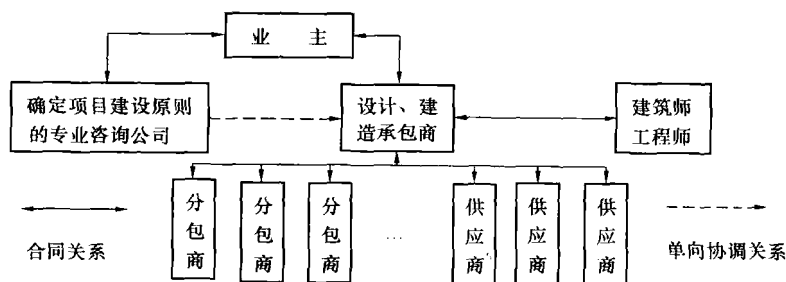 业 主
确定项目建设原则
的专业咨询公司
设计、建
造承包商
建筑师
工程师
分包商
分包商
分包商
...
供应商
供应商
供应商
合同关系
单向协调关系